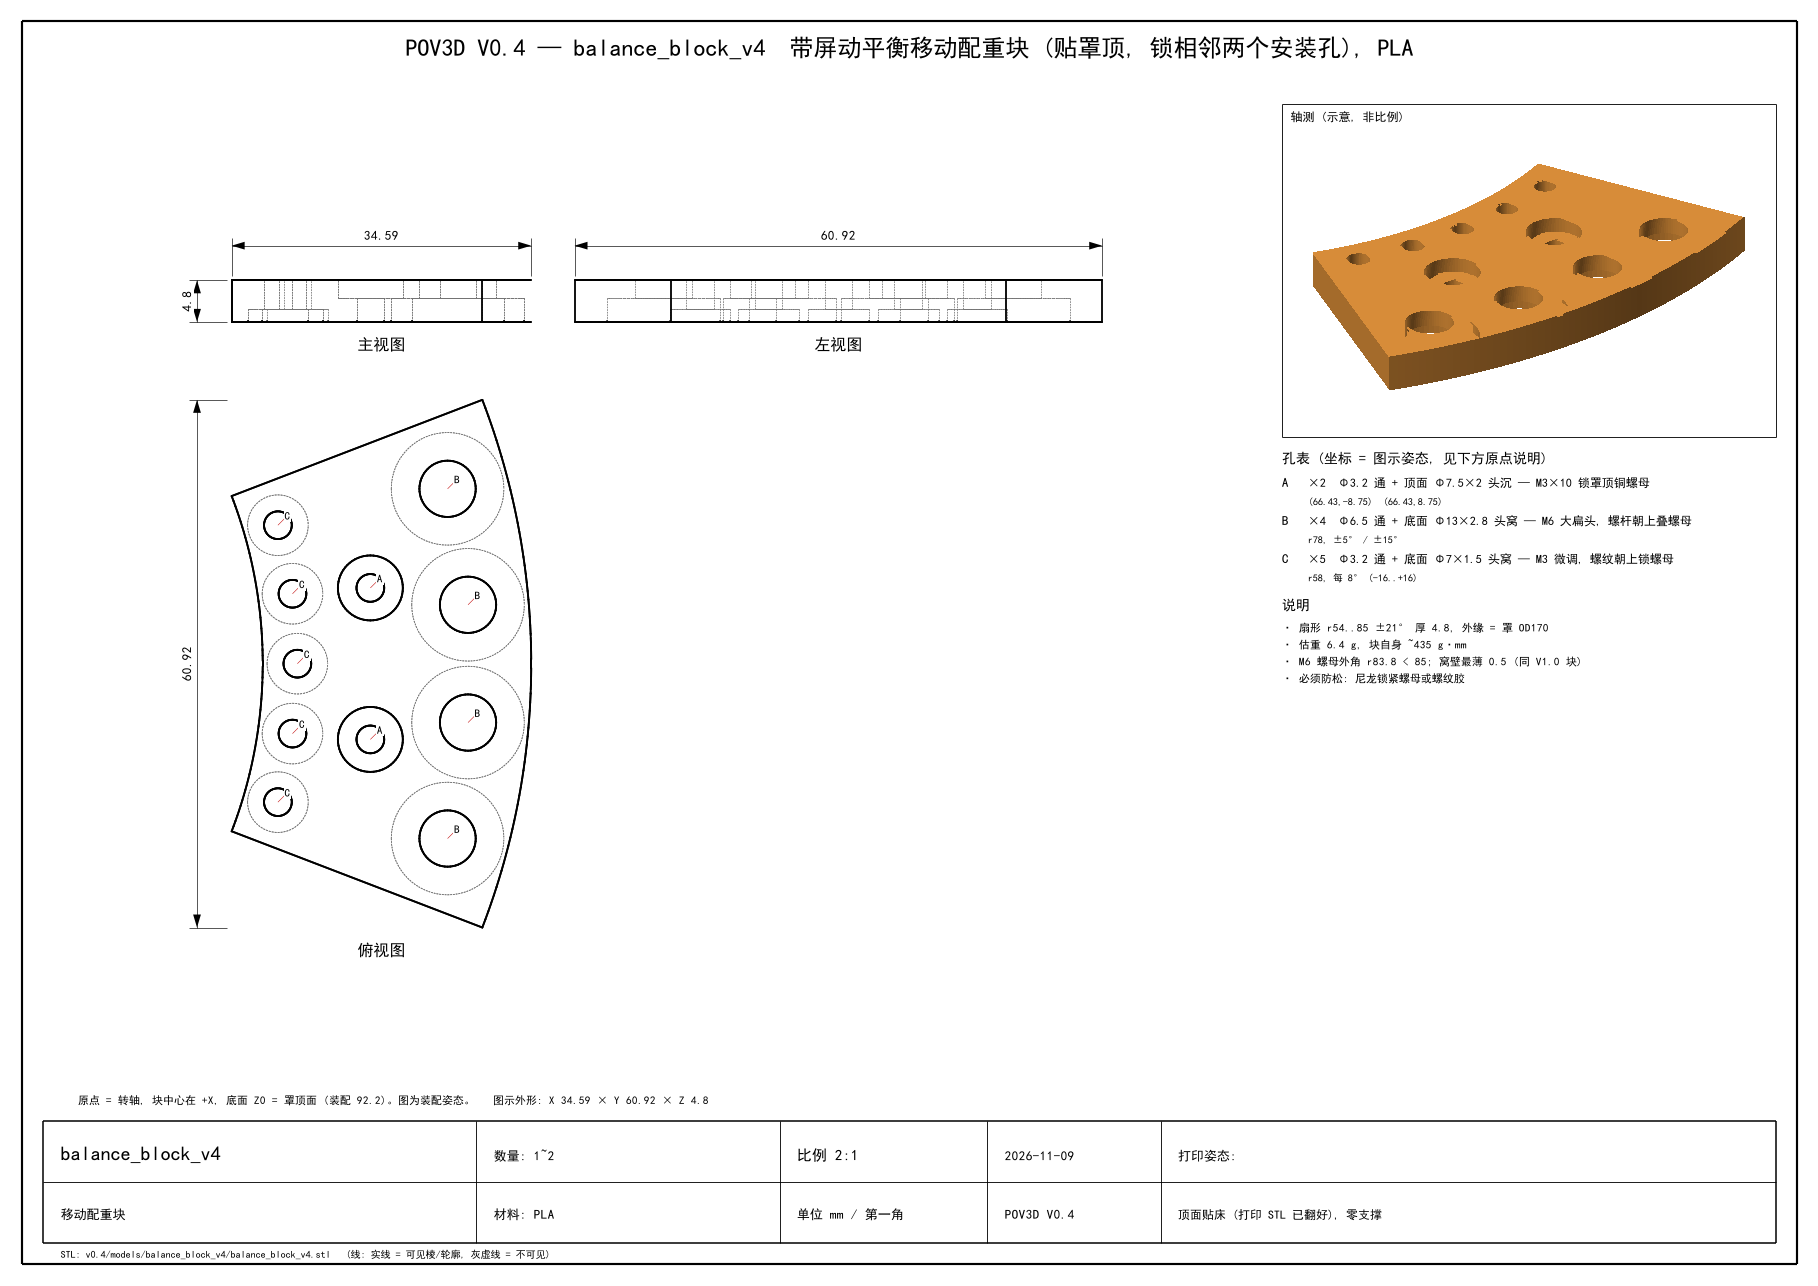 POV3D V0.4 — balance_block_v4  带屏动平衡移动配重块 (贴罩顶, 锁相邻两个安装孔), PLA
轴测 (示意, 非比例)
34.59
4.8
主视图
60.92
左视图
60.92
B
C
C
A
B
C
B
C
A
C
B
俯视图
孔表 (坐标 = 图示姿态, 见下方原点说明)
A ×2 Φ3.2 通 + 顶面 Φ7.5×2 头沉 — M3×10 锁罩顶铜螺母
(66.43,-8.75) (66.43,8.75)
B ×4 Φ6.5 通 + 底面 Φ13×2.8 头窝 — M6 大扁头, 螺杆朝上叠螺母
r78, ±5° / ±15°
C ×5 Φ3.2 通 + 底面 Φ7×1.5 头窝 — M3 微调, 螺纹朝上锁螺母
r58, 每 8° (-16..+16)
说明
· 扇形 r54..85 ±21° 厚 4.8, 外缘 = 罩 OD170
· 估重 6.4 g, 块自身 ~435 g·mm
· M6 螺母外角 r83.8 < 85; 窝壁最薄 0.5 (同 V1.0 块)
· 必须防松: 尼龙锁紧螺母或螺纹胶
原点 = 转轴, 块中心在 +X, 底面 Z0 = 罩顶面 (装配 92.2)。图为装配姿态。 图示外形: X 34.59 × Y 60.92 × Z 4.8
balance_block_v4
数量: 1~2
比例 2:1
2026-11-09
打印姿态:
移动配重块
材料: PLA
单位 mm / 第一角
POV3D V0.4
顶面贴床 (打印 STL 已翻好), 零支撑
STL: v0.4/models/balance_block_v4/balance_block_v4.stl (线: 实线 = 可见棱/轮廓, 灰虚线 = 不可见)